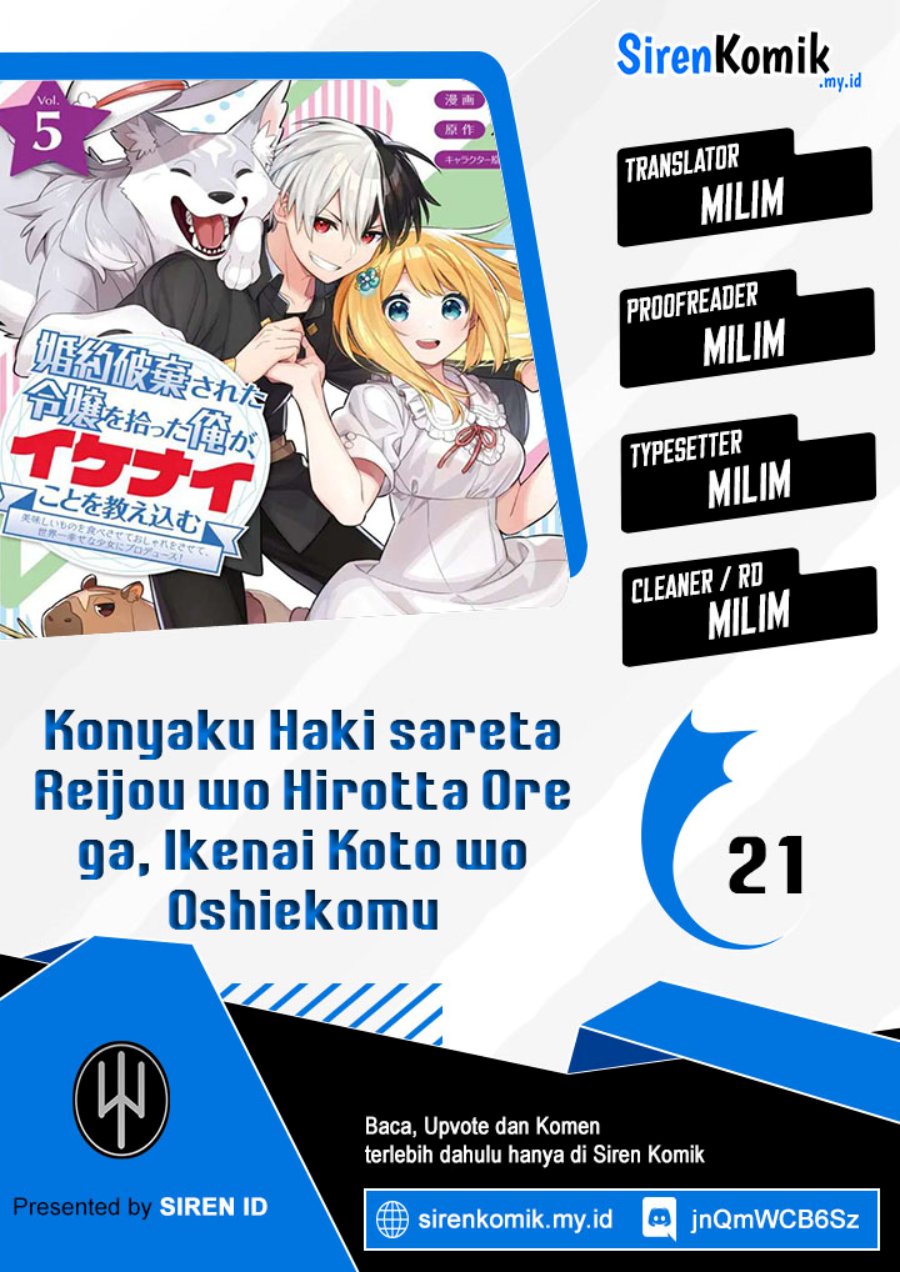 SirenKomik
.my.id
Vol.
5
漫画
原作
キャラクター原
婚約破棄された
令嬢を拾った俺が、
イケナイ
ことを教え込む
美味しいものを食べさせておしゃれをさせて、
世界一幸せな少女にプロデュース!
TRANSLATOR
MILIM
PROOFREADER
MILIM
TYPESETTER
MILIM
CLEANER / RD
MILIM
Konyaku Haki sareta
Reijou wo Hirotta Ore
ga, Ikenai Koto wo
Oshiekomu
21
Baca, Upvote dan Komen
terlebih dahulu hanya di Siren Komik
Presented by SIREN ID
sirenkomik.my.id
jnQmWCB6Sz